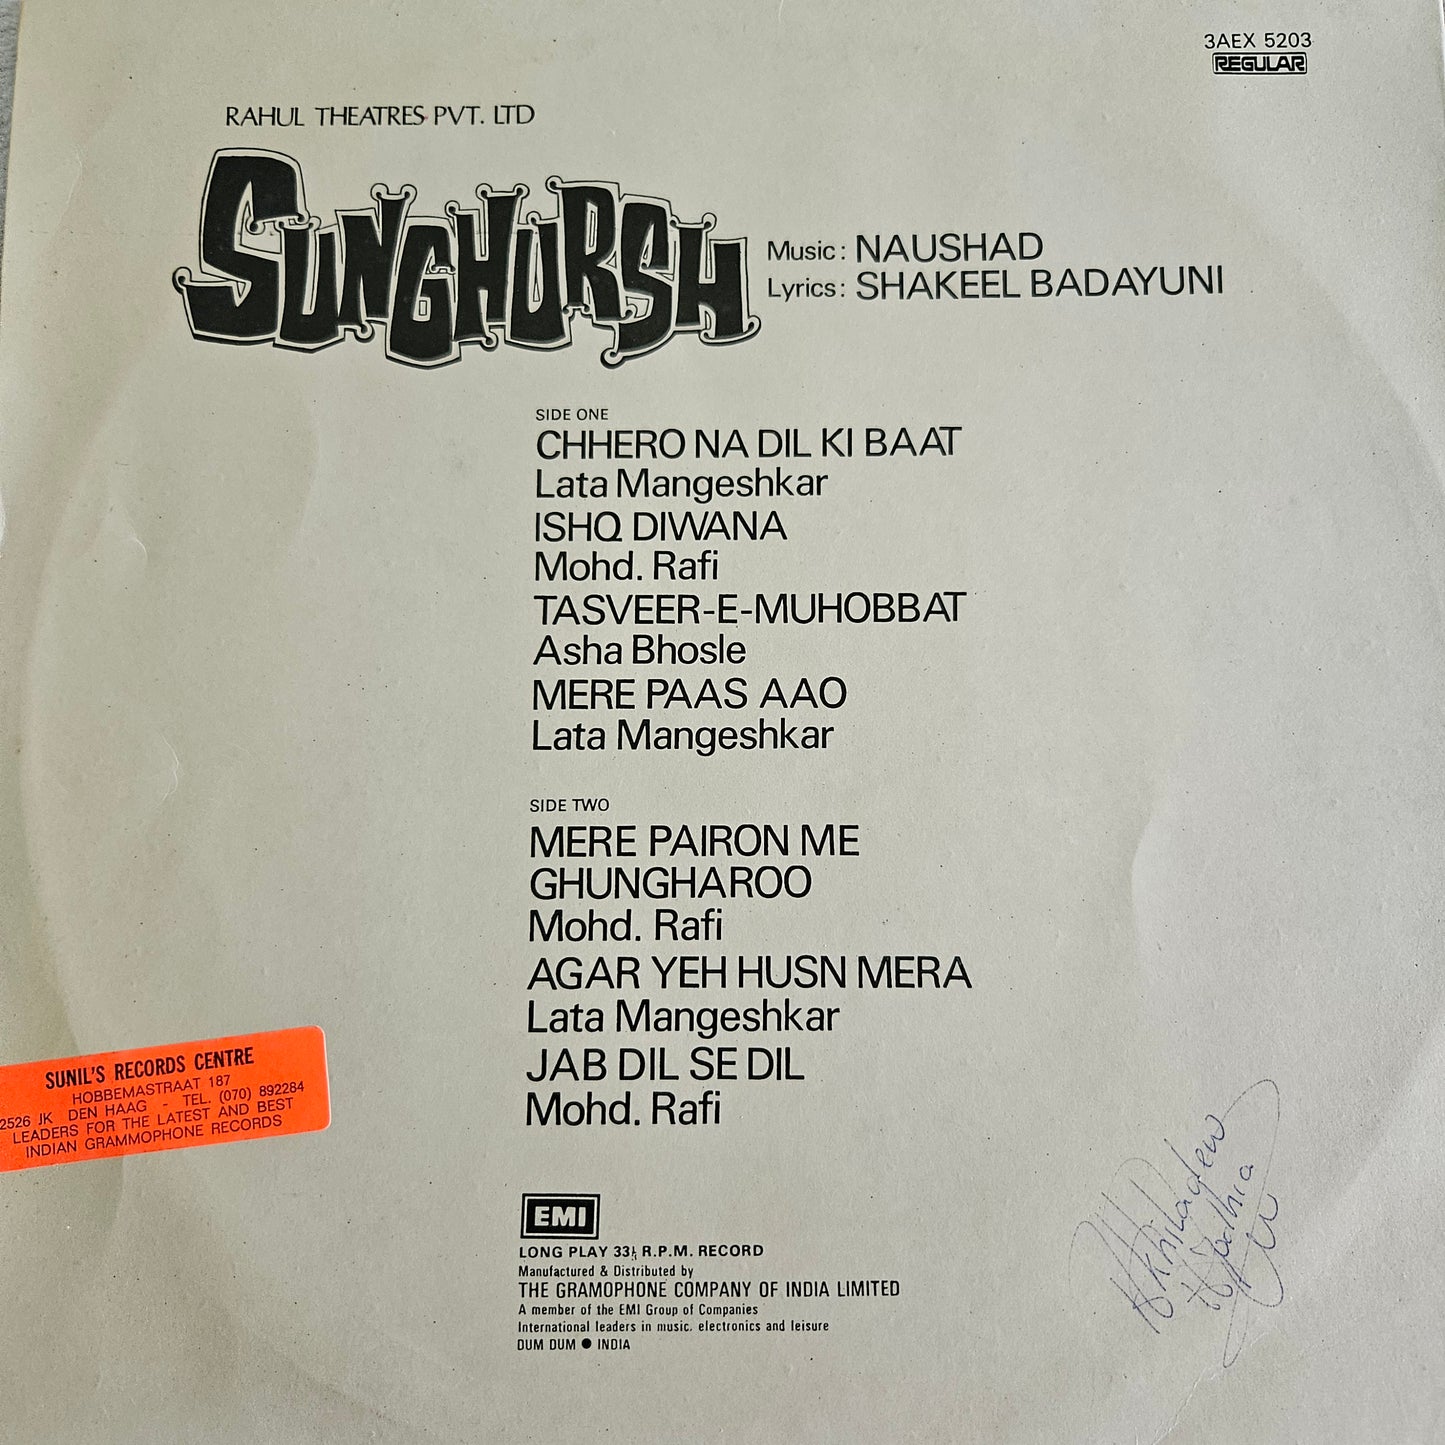 3AEX 5203
REGULAR
RAHUL THEATRES PVT. LTD
SUNGHURSH
Music: NAUSHAD
Lyrics: SHAKEEL BADAYUNI
SIDE ONE
CHHERO NA DIL KI BAAT
Lata Mangeshkar
ISHQ DIWANA
Mohd. Rafi
TASVEER-E-MUHOBBAT
Asha Bhosle
MERE PAAS AAO
Lata Mangeshkar
SIDE TWO
MERE PAIRON ME
GHUNGHAROO
Mohd. Rafi
AGAR YEH HUSN MERA
Lata Mangeshkar
JAB DIL SE DIL
Mohd. Rafi
SUNIL'S RECORDS CENTRE
HOBBEMASTRAAT 187
2526 JK DEN HAAG - TEL. (070) 892284
LEADERS FOR THE LATEST AND BEST
INDIAN GRAMMOPHONE RECORDS
EMI
LONG PLAY 33⅓ R.P.M. RECORD
Manufactured & Distributed by
THE GRAMOPHONE COMPANY OF INDIA LIMITED
A member of the EMI Group of Companies
International leaders in music, electronics and leisure
DUM DUM ● INDIA